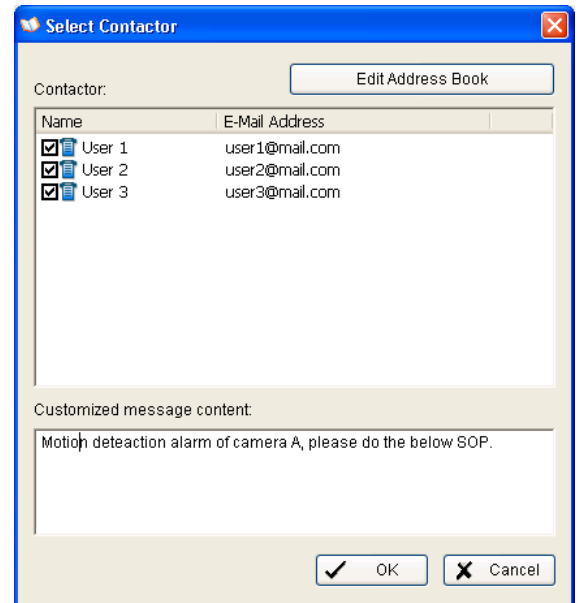 Select Contactor
Edit Address Book
Contactor:
Name E-Mail Address
User 1 user1@mail.com
User 2 user2@mail.com
User 3 user3@mail.com
Customized message content:
Motion deteaction alarm of camera A, please do the below SOP.
OK Cancel